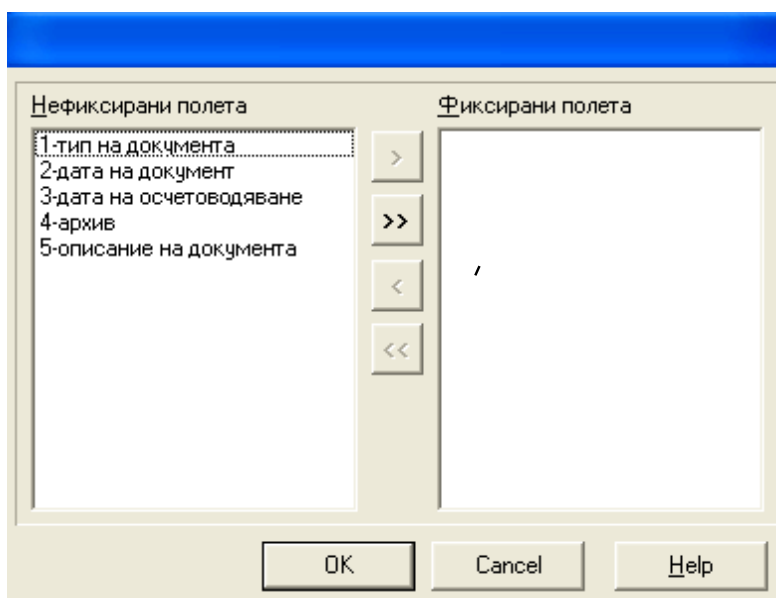 Нефиксирани полета
Фиксирани полета
1-тип на документа
2-дата на документ
3-дата на осчетоводяване
4-архив
5-описание на документа
>
>>
<
<<
OK
Cancel
Help